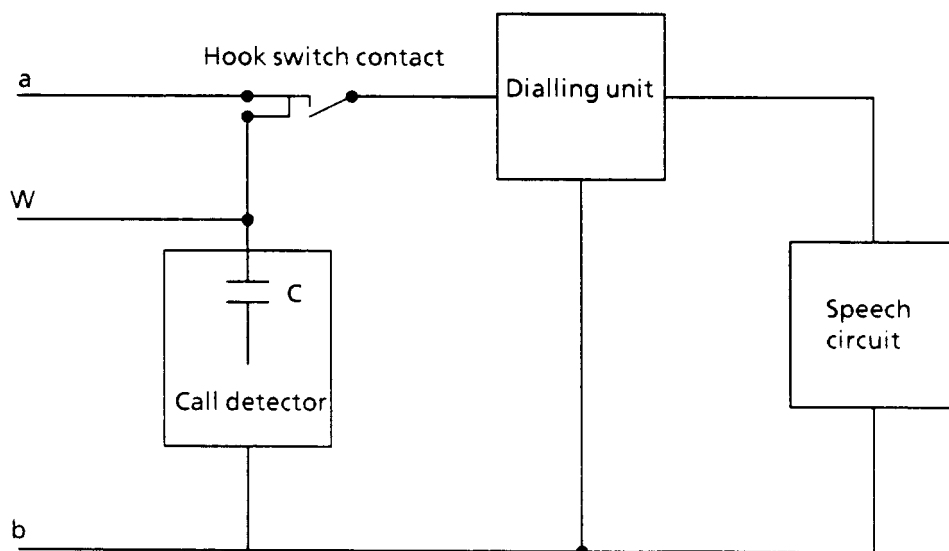 Hook switch contact
a
Dialling unit
W
C
Speech
circuit
Call detector
b